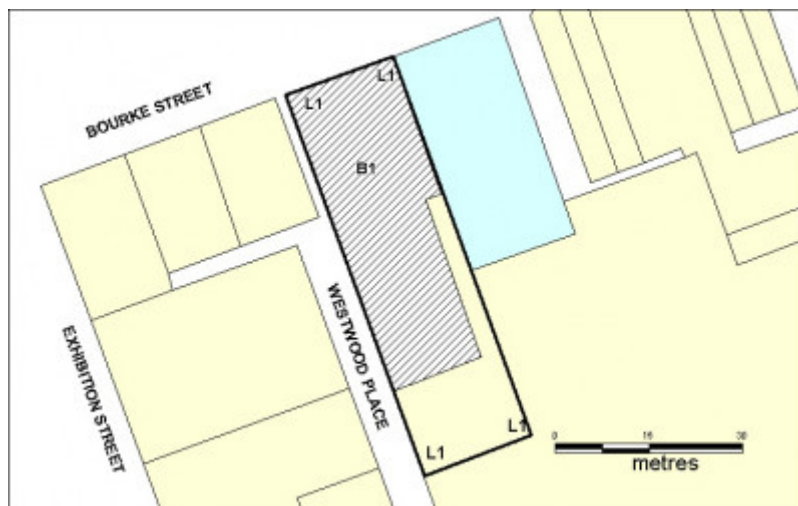 BOURKE STREET
L1
L1
B1
WESTWOOD PLACE
EXHIBITION STREET
L1
L1
0 15 30
metres